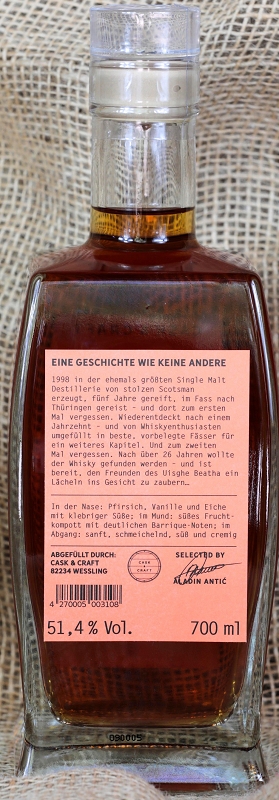 EINE GESCHICHTE WIE KEINE ANDERE
1998 in der ehemals größten Single Malt
Destillerie von stolzen Scotsman
erzeugt, fünf Jahre gereift, im Fass nach
Thüringen gereist - und dort zum ersten
Mal vergessen. Wiederentdeckt nach einem
Jahrzehnt - und von Whiskyenthusiasten
umgefüllt in beste, vorbelegte Fässer für
ein weiteres Kapitel. Und zum zweiten
Mal vergessen. Nach über 26 Jahren wollte
der Whisky gefunden werden - und ist
bereit, den Freunden des Uisghe Beatha ein
Lächeln ins Gesicht zu zaubern…
In der Nase: Pfirsich, Vanille und Eiche
mit klebriger Süße; im Mund: süßes Frucht-
kompott mit deutlichen Barrique-Noten; im
Abgang: sanft, schmeichelnd, süß und cremig
ABGEFÜLLT DURCH:
CASK & CRAFT
82234 WESSLING
CASK
&
CRAFT
SELECTED BY
ALADIN ANTIĆ
4 270005 003108
51,4 % Vol.
700 ml
090005